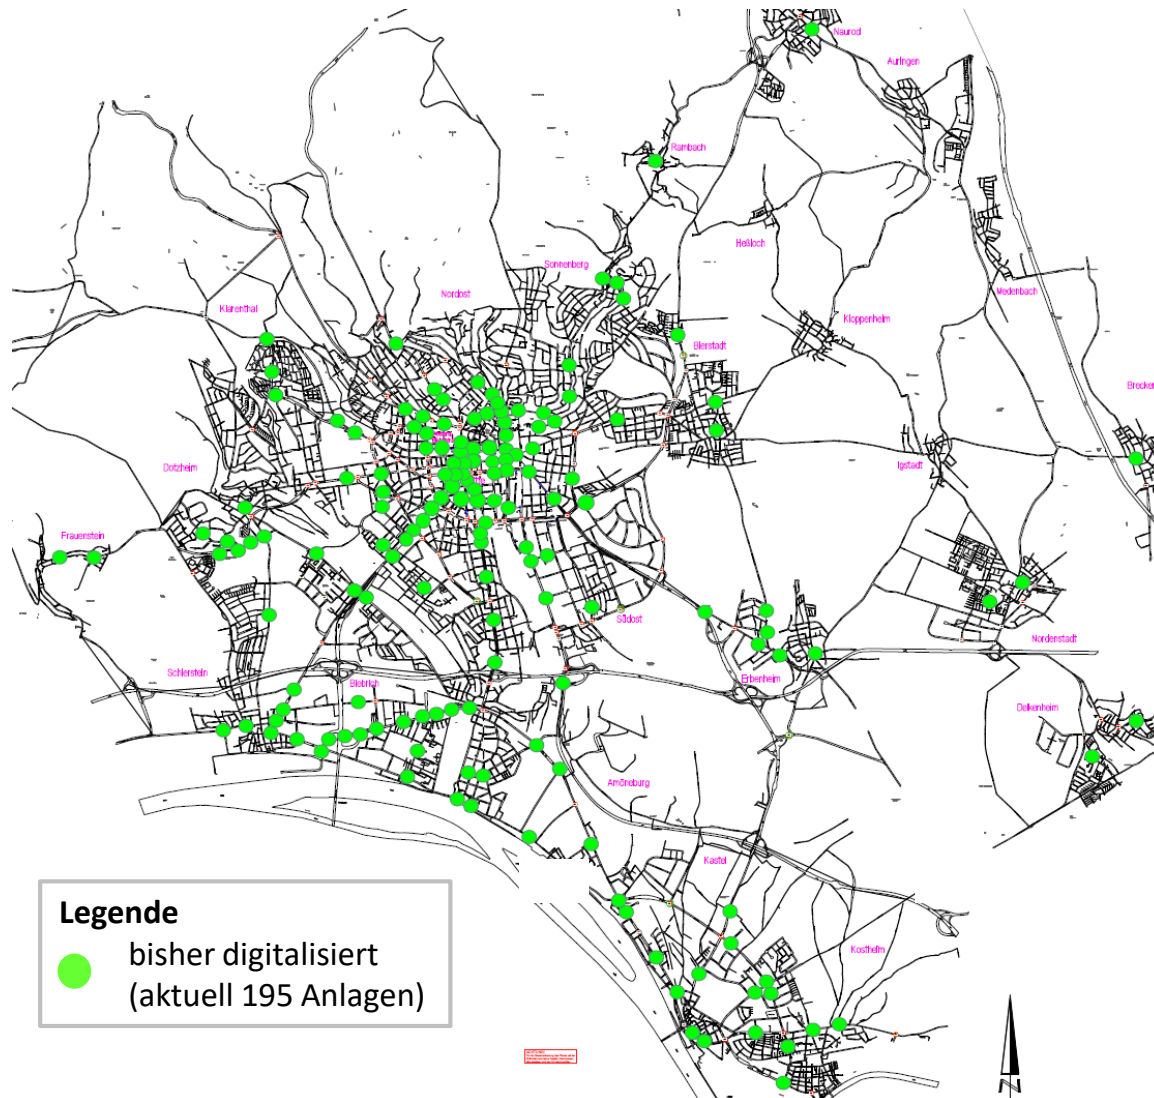 Naurod
Auringen
Rambach
Heßloch
Sonnenberg
Medenbach
Nordost
Klarenthal
Kloppenheim
Bierstadt
Brecken
Dotzheim
Igstadt
Frauenstein
Südost
Nordenstadt
Schierstein
Biebrich
Erbenheim
Delkenheim
Amöneburg
Kastel
Legende
bisher digitalisiert
(aktuell 195 Anlagen)
Kostheim
N